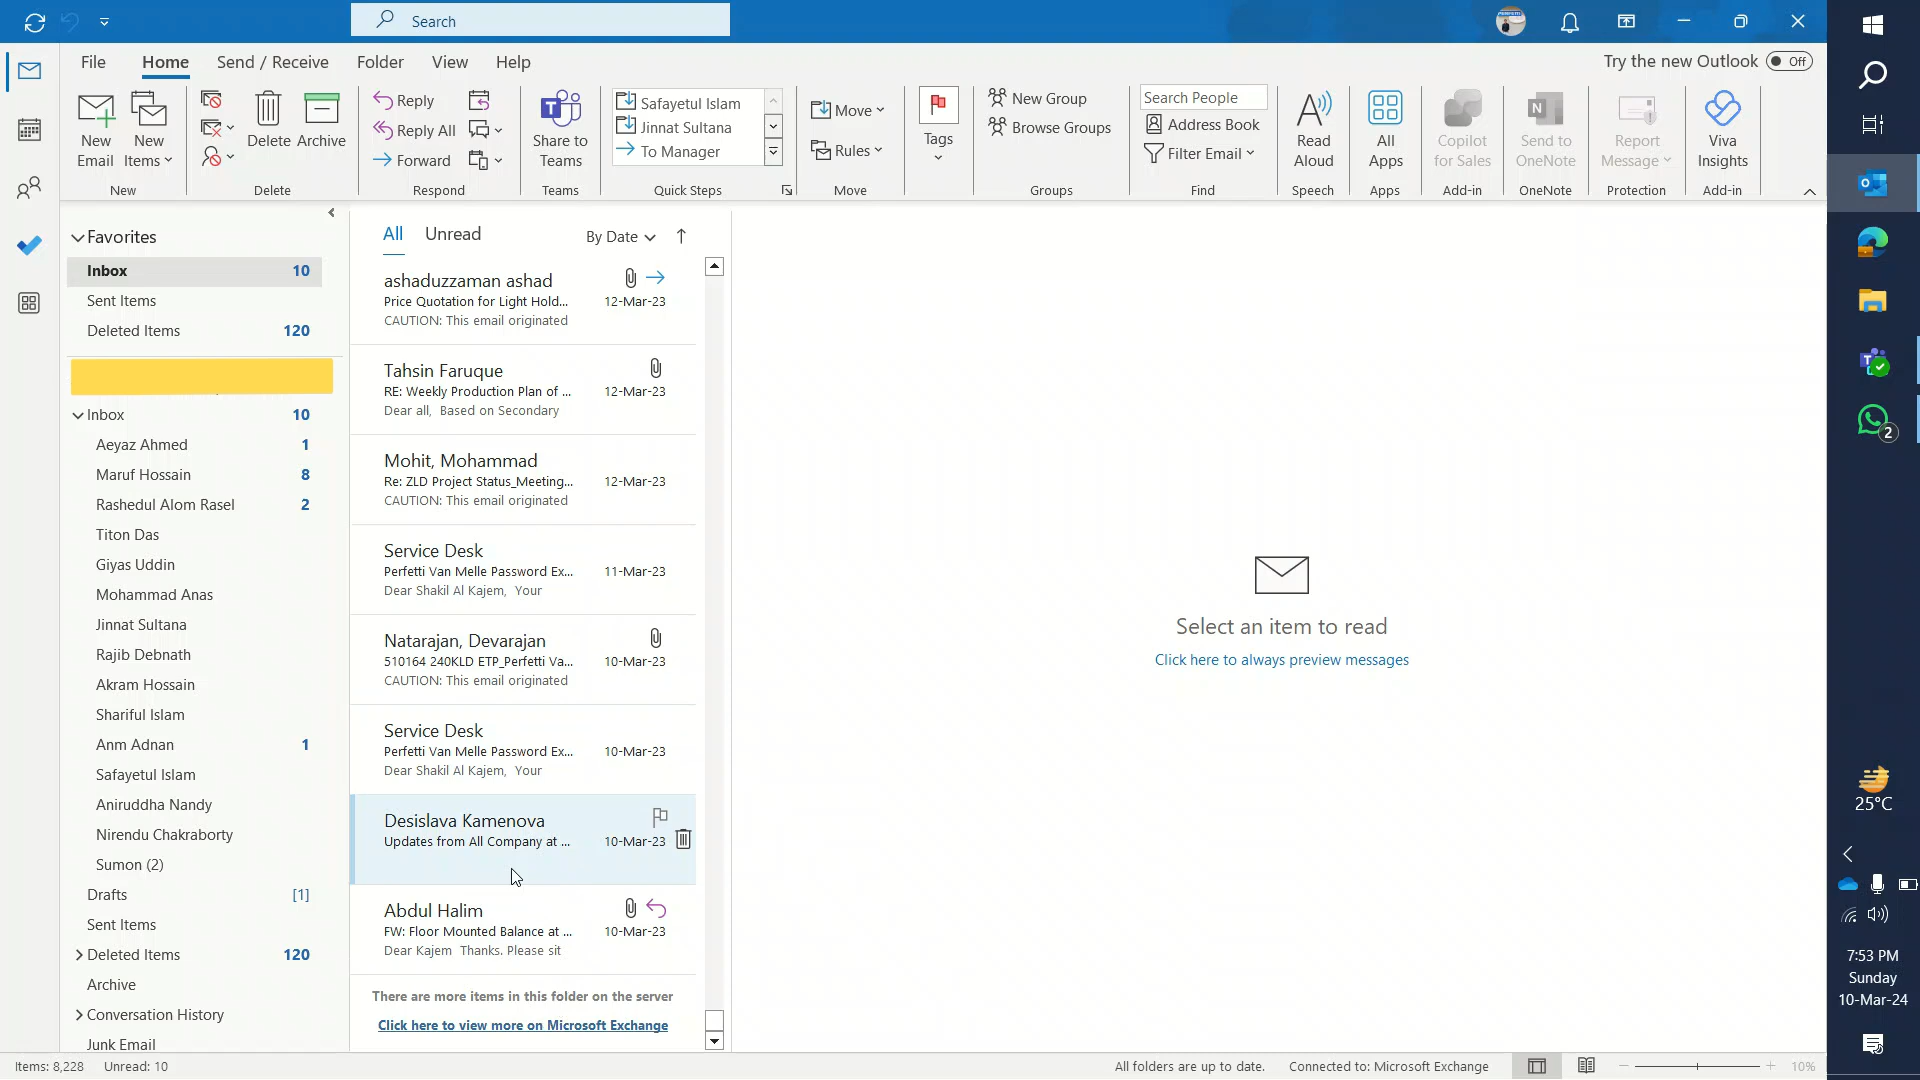 Search
File Home Send / Receive Folder View Help
Try the new Outlook Off
New Email
New Items
New
Delete
Archive
Delete
Reply
Reply All
Forward
Respond
Share to Teams
Teams
Safayetul Islam
Jinnat Sultana
To Manager
Quick Steps
Move
Rules
Move
Tags
New Group
Browse Groups
Groups
Search People
Address Book
Filter Email
Find
Read Aloud
Speech
All Apps
Apps
Copilot for Sales
Add-in
Send to OneNote
OneNote
Report Message
Protection
Viva Insights
Add-in
Favorites
Inbox 10
Sent Items
Deleted Items 120
Inbox 10
Aeyaz Ahmed 1
Maruf Hossain 8
Rashedul Alom Rasel 2
Titon Das
Giyas Uddin
Mohammad Anas
Jinnat Sultana
Rajib Debnath
Akram Hossain
Shariful Islam
Anm Adnan 1
Safayetul Islam
Aniruddha Nandy
Nirendu Chakraborty
Sumon (2)
Drafts [1]
Sent Items
Deleted Items 120
Archive
Conversation History
Junk Email
All Unread By Date
ashaduzzaman ashad
Price Quotation for Light Hold... 12-Mar-23
CAUTION: This email originated
Tahsin Faruque
RE: Weekly Production Plan of ... 12-Mar-23
Dear all, Based on Secondary
Mohit, Mohammad
Re: ZLD Project Status_Meeting... 12-Mar-23
CAUTION: This email originated
Service Desk
Perfetti Van Melle Password Ex... 11-Mar-23
Dear Shakil Al Kajem, Your
Natarajan, Devarajan
510164 240KLD ETP_Perfetti Va... 10-Mar-23
CAUTION: This email originated
Service Desk
Perfetti Van Melle Password Ex... 10-Mar-23
Dear Shakil Al Kajem, Your
Desislava Kamenova
Updates from All Company at ... 10-Mar-23
Abdul Halim
FW: Floor Mounted Balance at ... 10-Mar-23
Dear Kajem Thanks. Please sit
There are more items in this folder on the server
Click here to view more on Microsoft Exchange
Select an item to read
Click here to always preview messages
2
25°C
7:53 PM
Sunday
10-Mar-24
Items: 8,228 Unread: 10
All folders are up to date. Connected to: Microsoft Exchange
10%